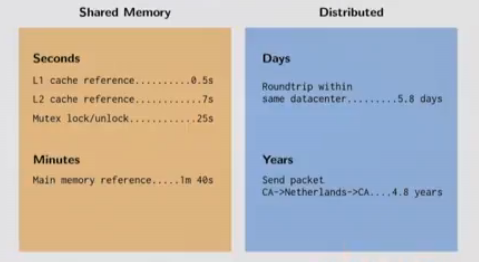 Shared Memory
Seconds
L1 cache reference..........0.5s
L2 cache reference...........7s
Mutex lock/unlock............25s
Minutes
Main memory reference.....1m 40s
Distributed
Days
Roundtrip within
same datacenter.........5.8 days
Years
Send packet
CA->Netherlands->CA....4.8 years